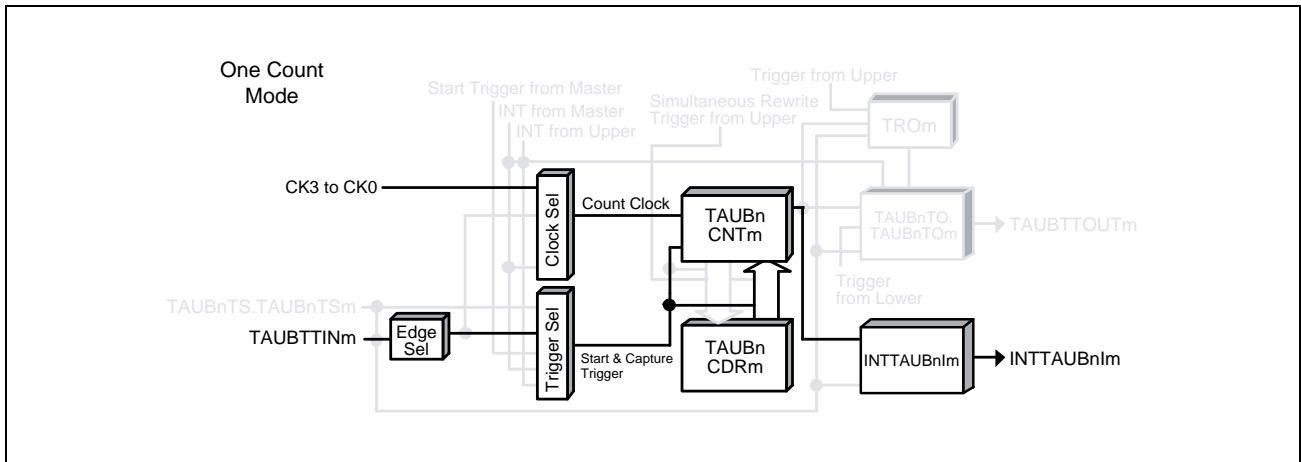 One Count
Mode
Trigger from Upper
Start Trigger from Master
Simultaneous Rewrite
Trigger from Upper
INT from Master
INT from Upper
TROm
CK3 to CK0
Clock Sel
Count Clock
TAUBn
CNTm
TAUBnTO.
TAUBnTOm
TAUBTTOUTm
Trigger
from Lower
TAUBnTS.TAUBnTSm
TAUBTTINm
Edge
Sel
Trigger Sel
Start & Capture
Trigger
TAUBn
CDRm
INTTAUBnIm
INTTAUBnIm